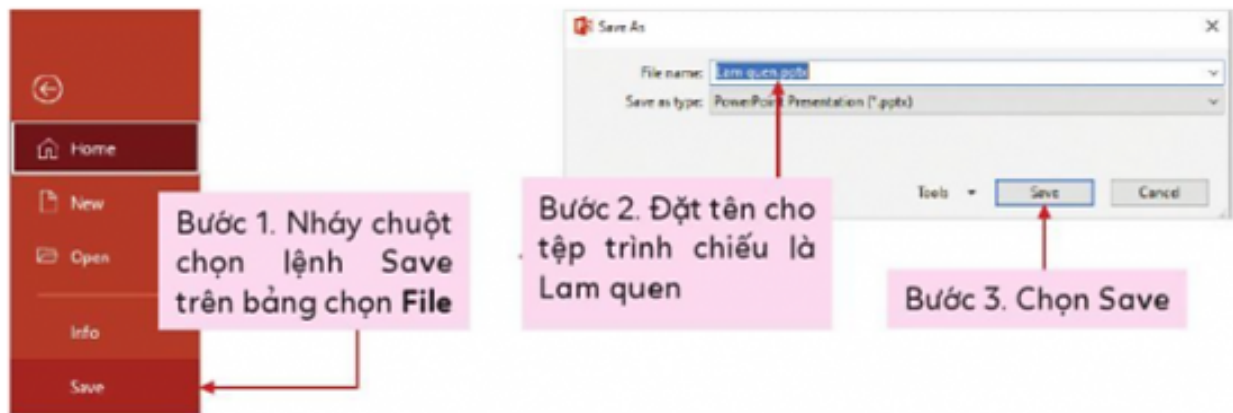 Home
New
Open
Info
Save
Bước 1. Nháy chuột
chọn lệnh Save
trên bảng chọn File
Save As
File name: Lam quen.pptx
Save as type: PowerPoint Presentation (*.pptx)
Tools
Save
Cancel
Bước 2. Đặt tên cho
tệp trình chiếu là
Lam quen
Bước 3. Chọn Save